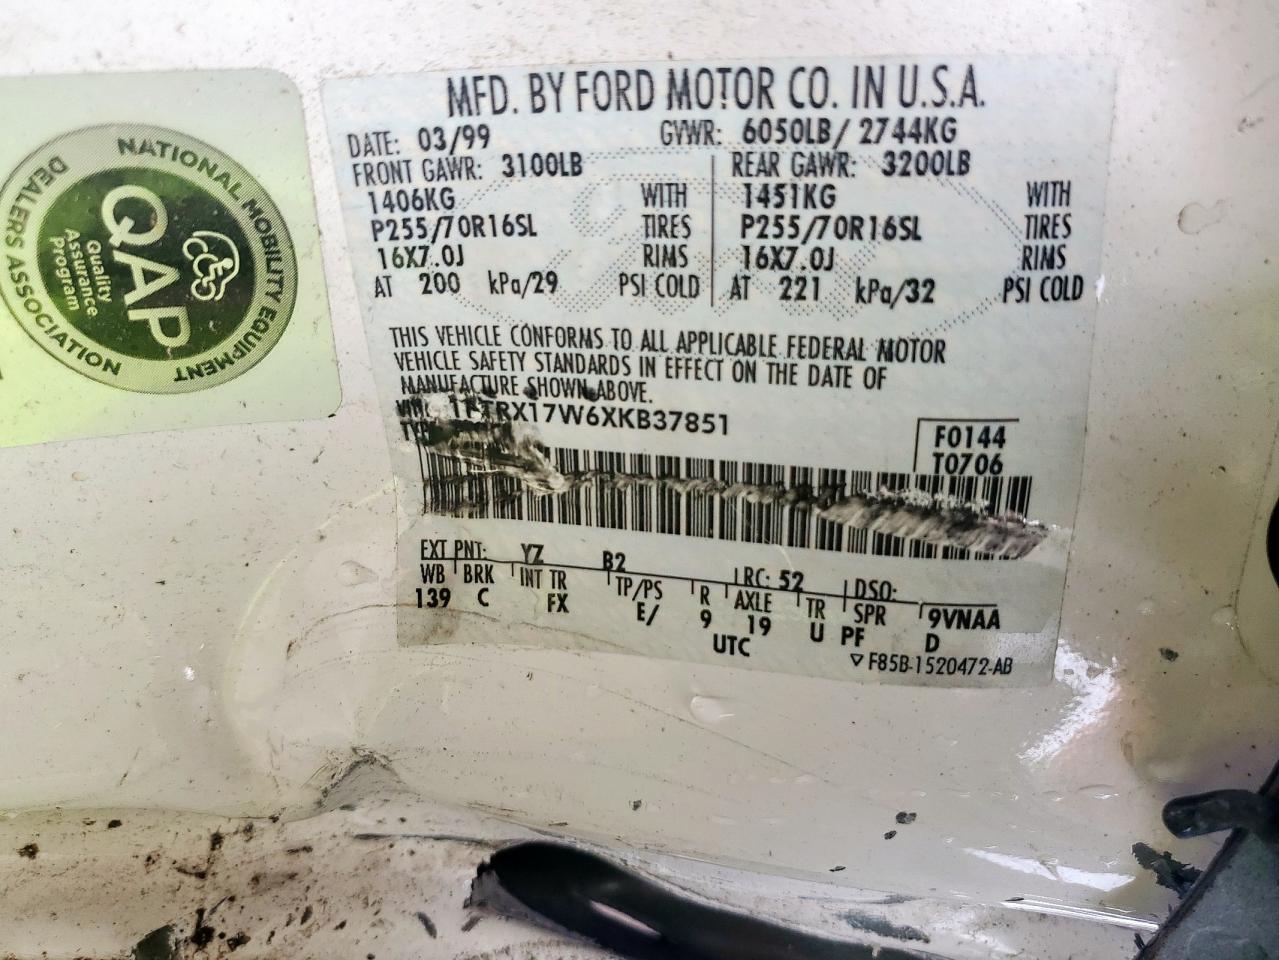 NATIONAL MOBILITY EQUIPMENT DEALERS ASSOCIATION
QAP
Quality
Assurance
Program
MFD. BY FORD MOTOR CO. IN U.S.A.
DATE: 03/99 GVWR: 6050LB/ 2744KG
FRONT GAWR: 3100LB REAR GAWR: 3200LB
1406KG WITH 1451KG WITH
P255/70R16SL TIRES P255/70R16SL TIRES
16X7.0J RIMS 16X7.0J RIMS
AT 200 kPa/29 PSI COLD AT 221 kPa/32 PSI COLD
THIS VEHICLE CONFORMS TO ALL APPLICABLE FEDERAL MOTOR
VEHICLE SAFETY STANDARDS IN EFFECT ON THE DATE OF
MANUFACTURE SHOWN ABOVE.
VIN: 1FTRX17W6XKB37851
F0144
T0706
EXT PNT: YZ B2 RC: 52 DSO:
WB BRK INT TR TP/PS R AXLE TR SPR 9VNAA
139 C FX E/ 9 19 U PF D
UTC
▽ F85B-1520472-AB